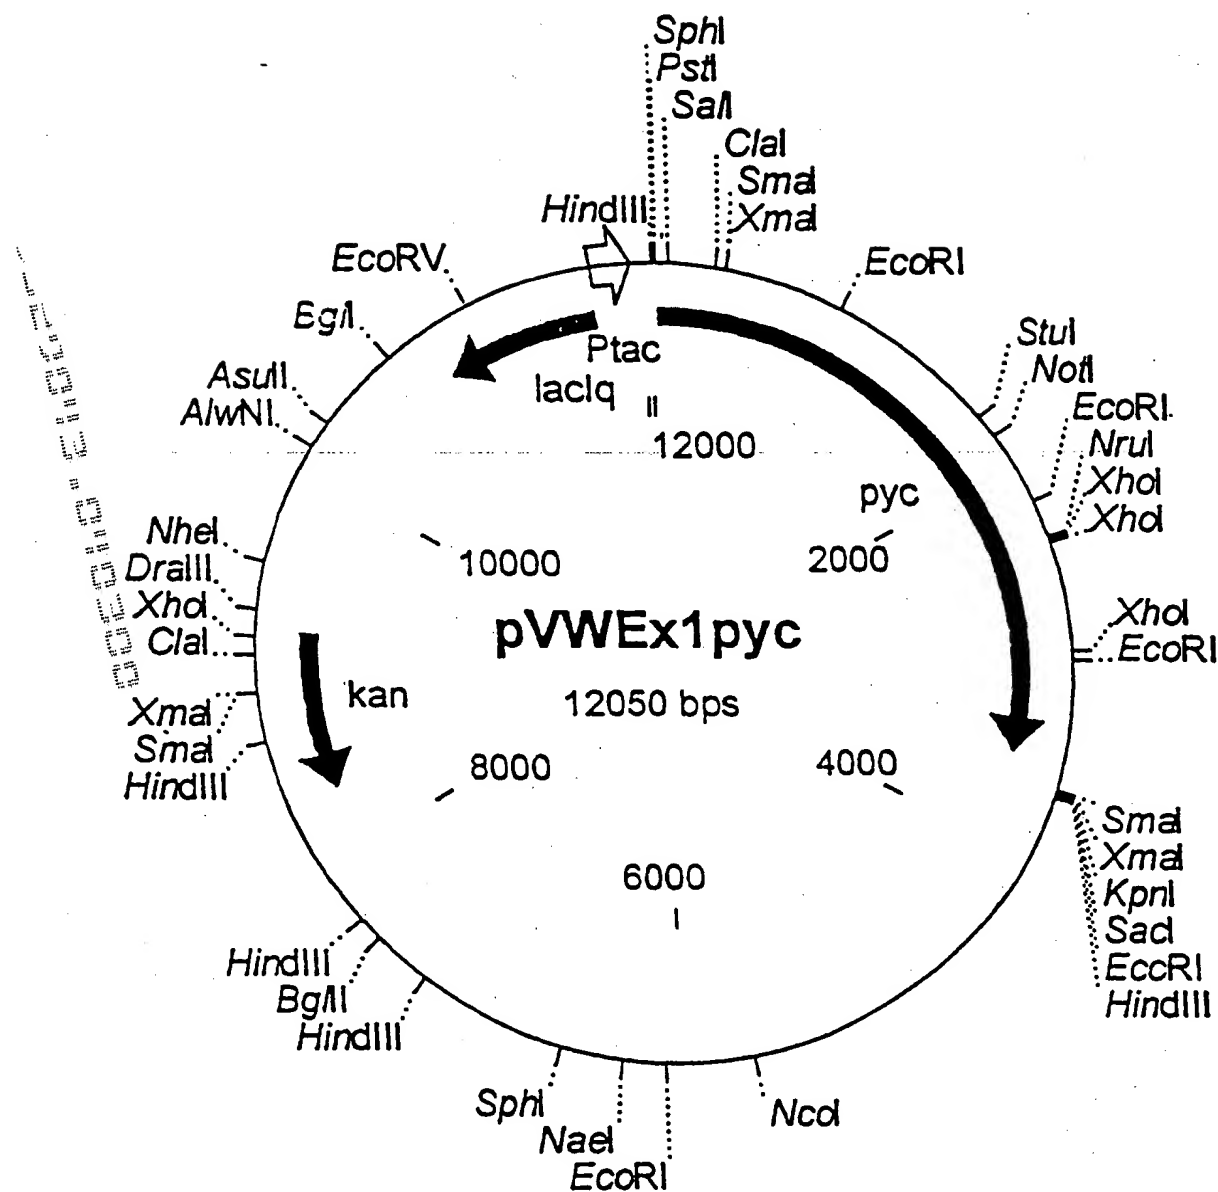 SphI
PstI
SalI
ClaI
SmaI
XmaI
HindIII
EcoRV
EcoRI
BglI
StuI
NotI
AsuII
AlwNI
Ptac
lacIq
EcoRI
NruI
XhoI
XhoI
12000
pyc
NheI
DraIII
XhoI
ClaI
10000
2000
pVWEx1pyc
XhoI
EcoRI
kan
12050 bps
XmaI
SmaI
HindIII
8000
4000
SmaI
XmaI
KpnI
SacI
EccRI
HindIII
6000
HindIII
BglII
HindIII
SphI
NaeI
EcoRI
NcoI